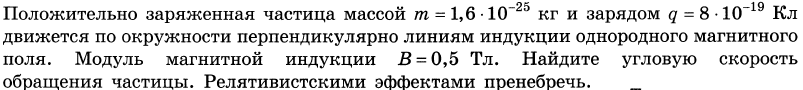 Положительно заряженная частица массой m = 1,6·10⁻²⁵ кг и зарядом q = 8·10⁻¹⁹ Кл
движется по окружности перпендикулярно линиям индукции однородного магнитного
поля. Модуль магнитной индукции B = 0,5 Тл. Найдите угловую скорость
обращения частицы. Релятивистскими эффектами пренебречь.